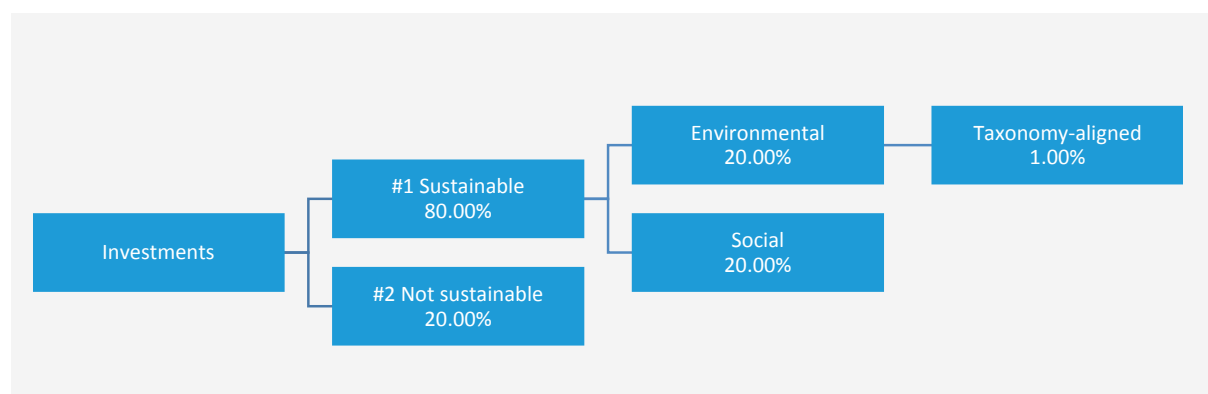 Investments
#1 Sustainable
80.00%
#2 Not sustainable
20.00%
Environmental
20.00%
Social
20.00%
Taxonomy-aligned
1.00%